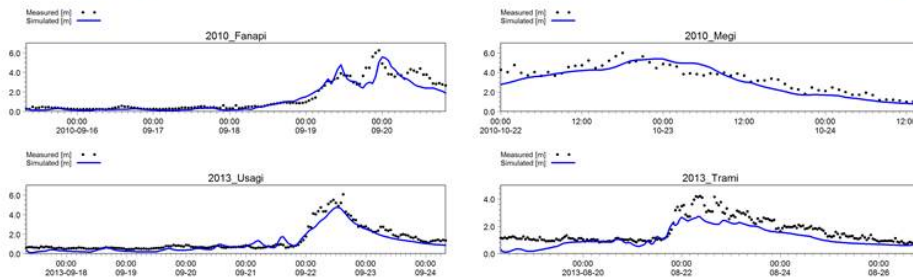 Measured [m]
Simulated [m]
2010_Fanapi
6.0
4.0
2.0
0.0
00:00 00:00 00:00 00:00 00:00
2010-09-16 09-17 09-18 09-19 09-20
Measured [m]
Simulated [m]
2010_Megi
6.0
4.0
2.0
0.0
00:00 12:00 00:00 12:00 00:00 12:00
2010-10-22 10-23 10-24
Measured [m]
Simulated [m]
2013_Usagi
6.0
4.0
2.0
0.0
00:00 00:00 00:00 00:00 00:00 00:00 00:00
2013-09-18 09-19 09-20 09-21 09-22 09-23 09-24
Measured [m]
Simulated [m]
2013_Trami
4.0
2.0
0.0
00:00 00:00 00:00 00:00
2013-08-20 08-22 08-24 08-26